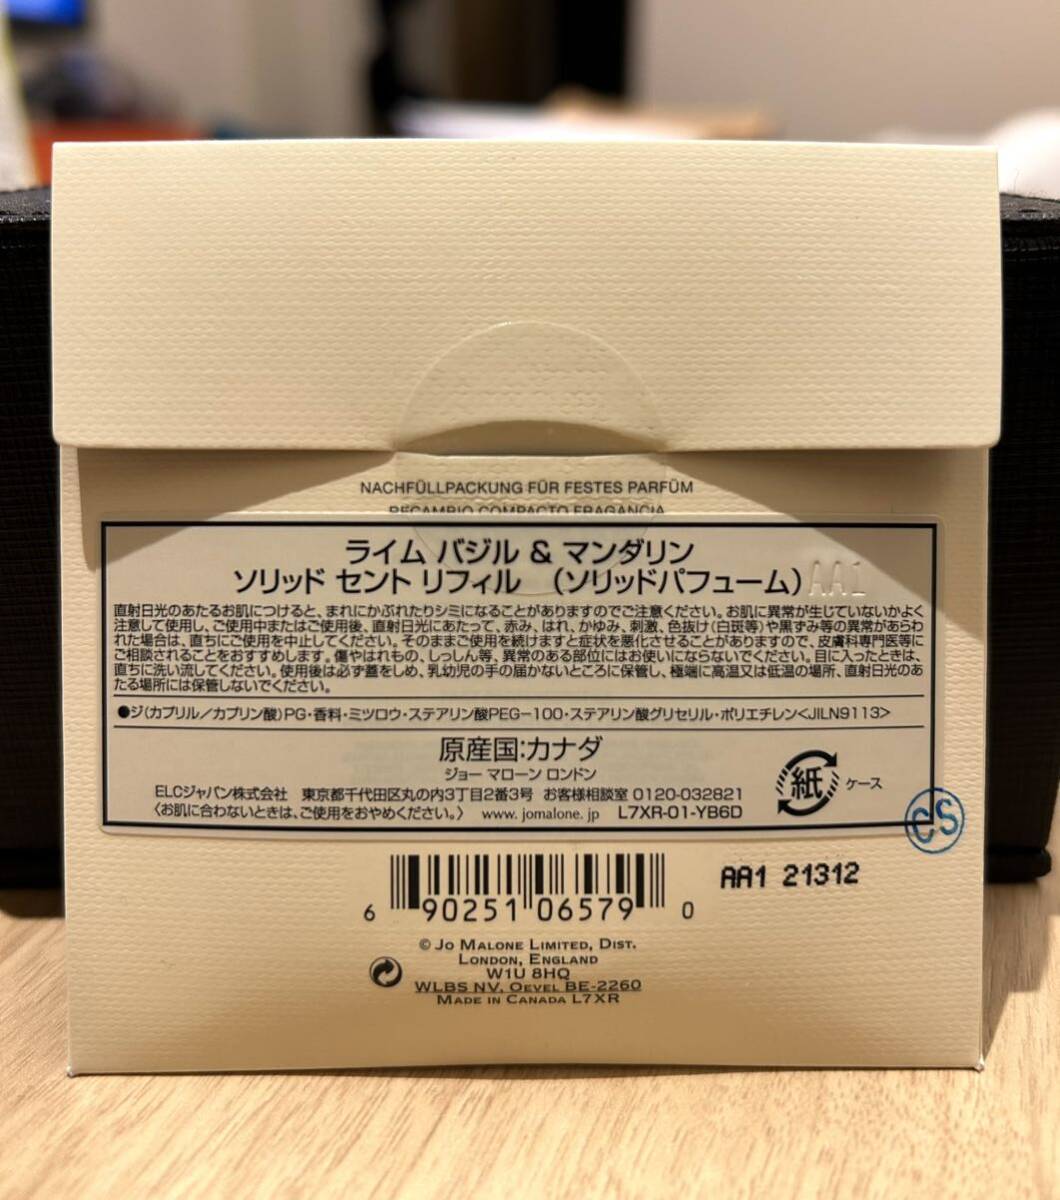 NACHFÜLLPACKUNG FÜR FESTES PARFÜM
RECAMBIO COMPACTO FRAGANCIA
ライム バジル & マンダリン
ソリッド セント リフィル （ソリッドパフューム） AA1
直射日光のあたるお肌につけると、まれにかぶれたりシミになることがありますのでご注意ください。お肌に異常が生じていないかよく
注意して使用し、ご使用中またはご使用後、直射日光にあたって、赤み、はれ、かゆみ、刺激、色抜け(白斑等)や黒ずみ等の異常があらわ
れた場合は、直ちにご使用を中止してください。そのままご使用を続けますと症状を悪化させることがありますので、皮膚科専門医等に
ご相談されることをおすすめします。傷やはれもの、しっしん等、異常のある部位にはお使いにならないでください。目に入ったときは、
直ちに洗い流してください。使用後は必ず蓋をしめ、乳幼児の手の届かないところに保管し、極端に高温又は低温の場所、直射日光のあ
たる場所には保管しないでください。
●ジ(カプリル/カプリン酸)PG・香料・ミツロウ・ステアリン酸PEG-100・ステアリン酸グリセリル・ポリエチレン<JILN9113>
原産国:カナダ
ジョー マローン ロンドン
ELCジャパン株式会社 東京都千代田区丸の内3丁目2番3号 お客様相談室 0120-032821
〈お肌に合わないときは、ご使用をおやめください。〉 www.jomalone.jp L7XR-01-YB6D
紙 ケース
CS
AA1 21312
6 90251 06579 0
© JO MALONE LIMITED, DIST.
LONDON, ENGLAND
W1U 8HQ
WLBS NV, OEVEL BE-2260
MADE IN CANADA L7XR